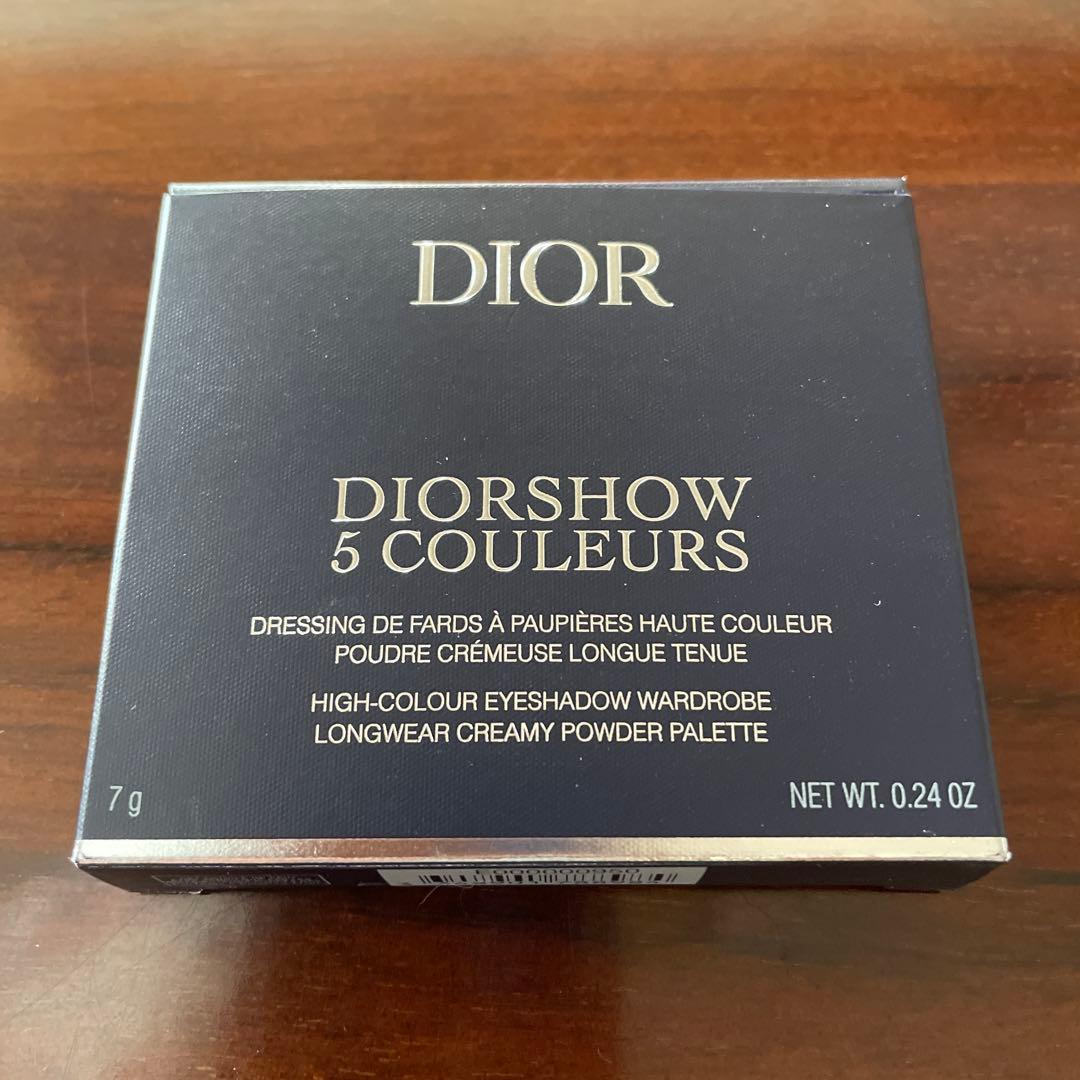 DIOR
DIORSHOW
5 COULEURS
DRESSING DE FARDS À PAUPIÈRES HAUTE COULEUR
POUDRE CRÉMEUSE LONGUE TENUE
HIGH-COLOUR EYESHADOW WARDROBE
LONGWEAR CREAMY POWDER PALETTE
7 g
NET WT. 0.24 OZ